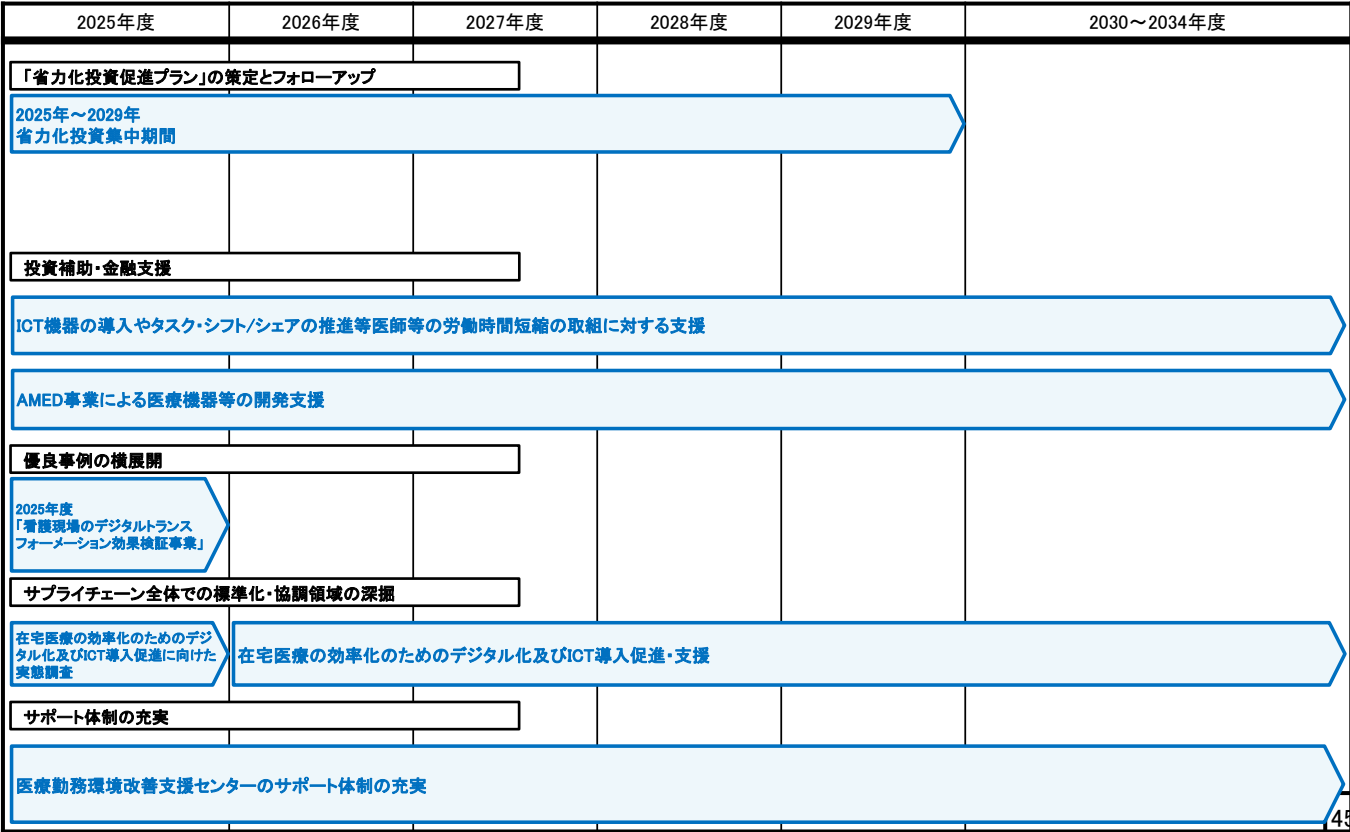 2025年度
2026年度
2027年度
2028年度
2029年度
2030～2034年度
「省力化投資促進プラン」の策定とフォローアップ
2025年～2029年
省力化投資集中期間
投資補助・金融支援
ICT機器の導入やタスク・シフト/シェアの推進等医師等の労働時間短縮の取組に対する支援
AMED事業による医療機器等の開発支援
優良事例の横展開
2025年度
「看護現場のデジタルトランス
フォーメーション効果検証事業」
サプライチェーン全体での標準化・協調領域の深掘
在宅医療の効率化のためのデジ
タル化及びICT導入促進に向けた
実態調査
在宅医療の効率化のためのデジタル化及びICT導入促進・支援
サポート体制の充実
医療勤務環境改善支援センターのサポート体制の充実
45